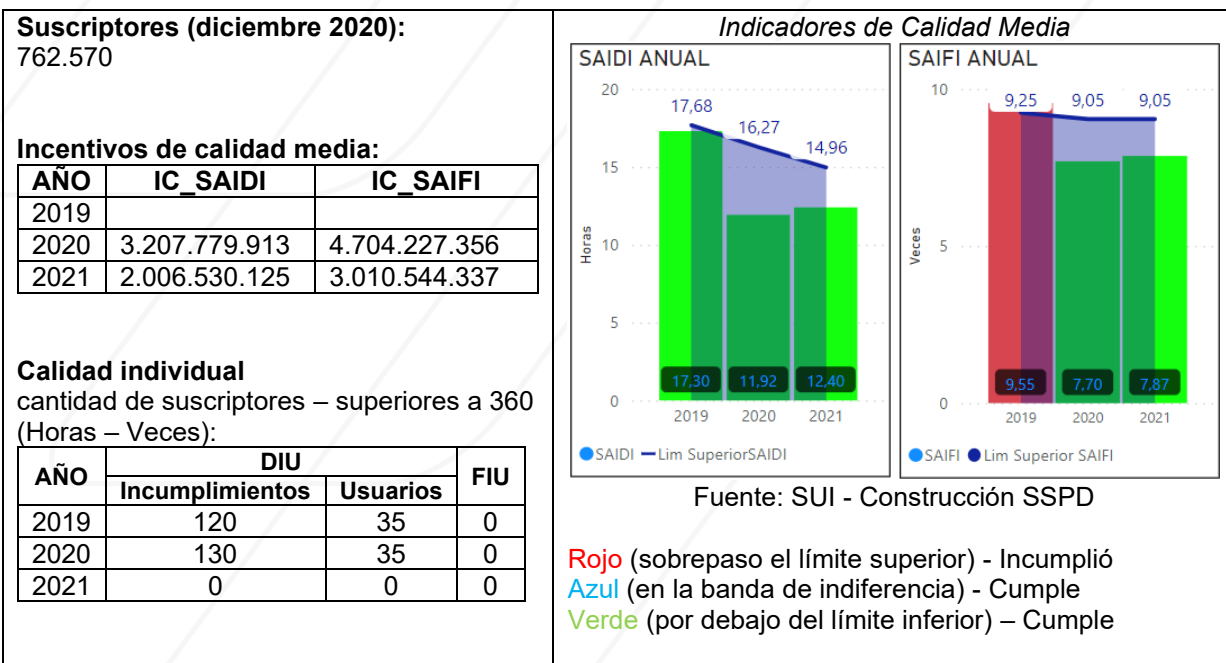 Suscriptores (diciembre 2020):
762.570
Incentivos de calidad media:
AÑO IC_SAIDI IC_SAIFI
2019
2020 3.207.779.913 4.704.227.356
2021 2.006.530.125 3.010.544.337
Calidad individual
cantidad de suscriptores – superiores a 360
(Horas – Veces):
AÑO DIU FIU
Incumplimientos Usuarios
2019 120 35 0
2020 130 35 0
2021 0 0 0
Indicadores de Calidad Media
SAIDI ANUAL
20
15
10
5
0
Horas
17,68
16,27
14,96
17,30 11,92 12,40
2019 2020 2021
SAIDI Lim SuperiorSAIDI
SAIFI ANUAL
10
5
0
Veces
9,25 9,05 9,05
9,55 7,70 7,87
2019 2020 2021
SAIFI Lim Superior SAIFI
Fuente: SUI - Construcción SSPD
Rojo (sobrepaso el límite superior) - Incumplió
Azul (en la banda de indiferencia) - Cumple
Verde (por debajo del límite inferior) – Cumple